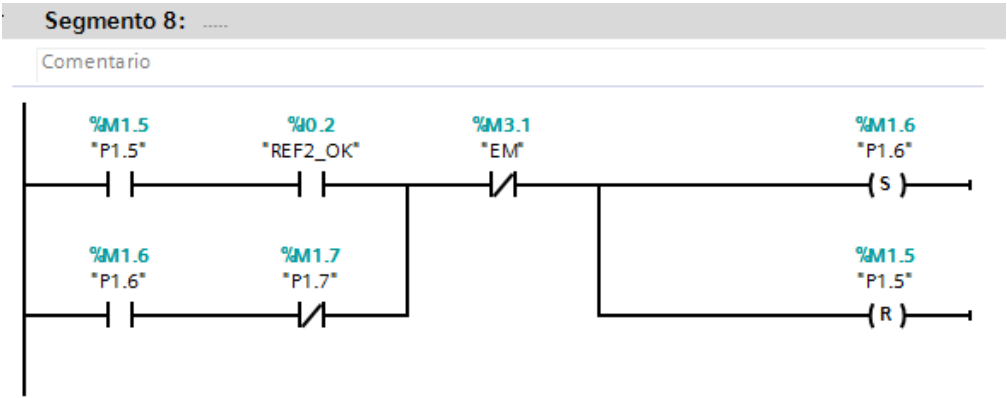 Segmento 8: .....
Comentario
%M1.5 %I0.2 %M3.1 %M1.6
"P1.5" "REF2_OK" "EM" "P1.6"
( S )
%M1.6 %M1.7 %M1.5
"P1.6" "P1.7" "P1.5"
( R )